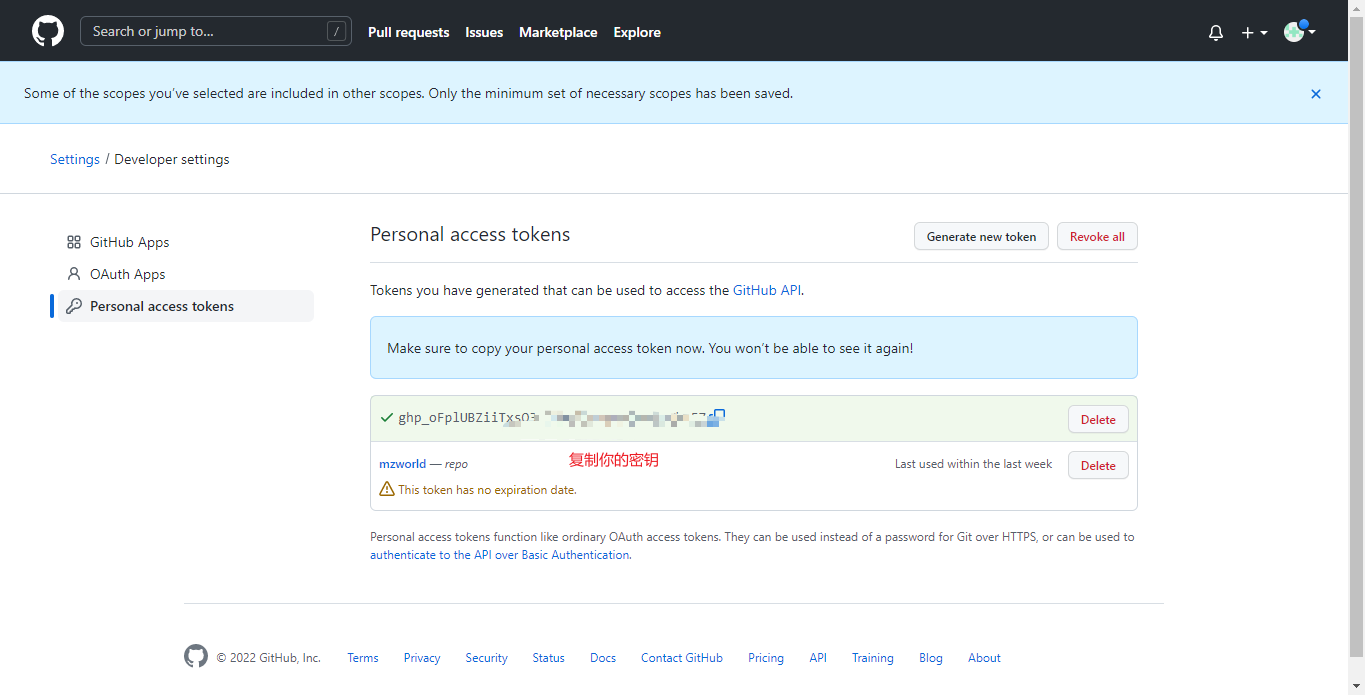 Search or jump to... /
Pull requests Issues Marketplace Explore
Some of the scopes you’ve selected are included in other scopes. Only the minimum set of necessary scopes has been saved.
Settings / Developer settings
GitHub Apps
OAuth Apps
Personal access tokens
Personal access tokens
Generate new token Revoke all
Tokens you have generated that can be used to access the GitHub API.
Make sure to copy your personal access token now. You won’t be able to see it again!
Delete
复制你的密钥
mzworld — repo
Last used within the last week Delete
This token has no expiration date.
Personal access tokens function like ordinary OAuth access tokens. They can be used instead of a password for Git over HTTPS, or can be used to
authenticate to the API over Basic Authentication.
© 2022 GitHub, Inc. Terms Privacy Security Status Docs Contact GitHub Pricing API Training Blog About